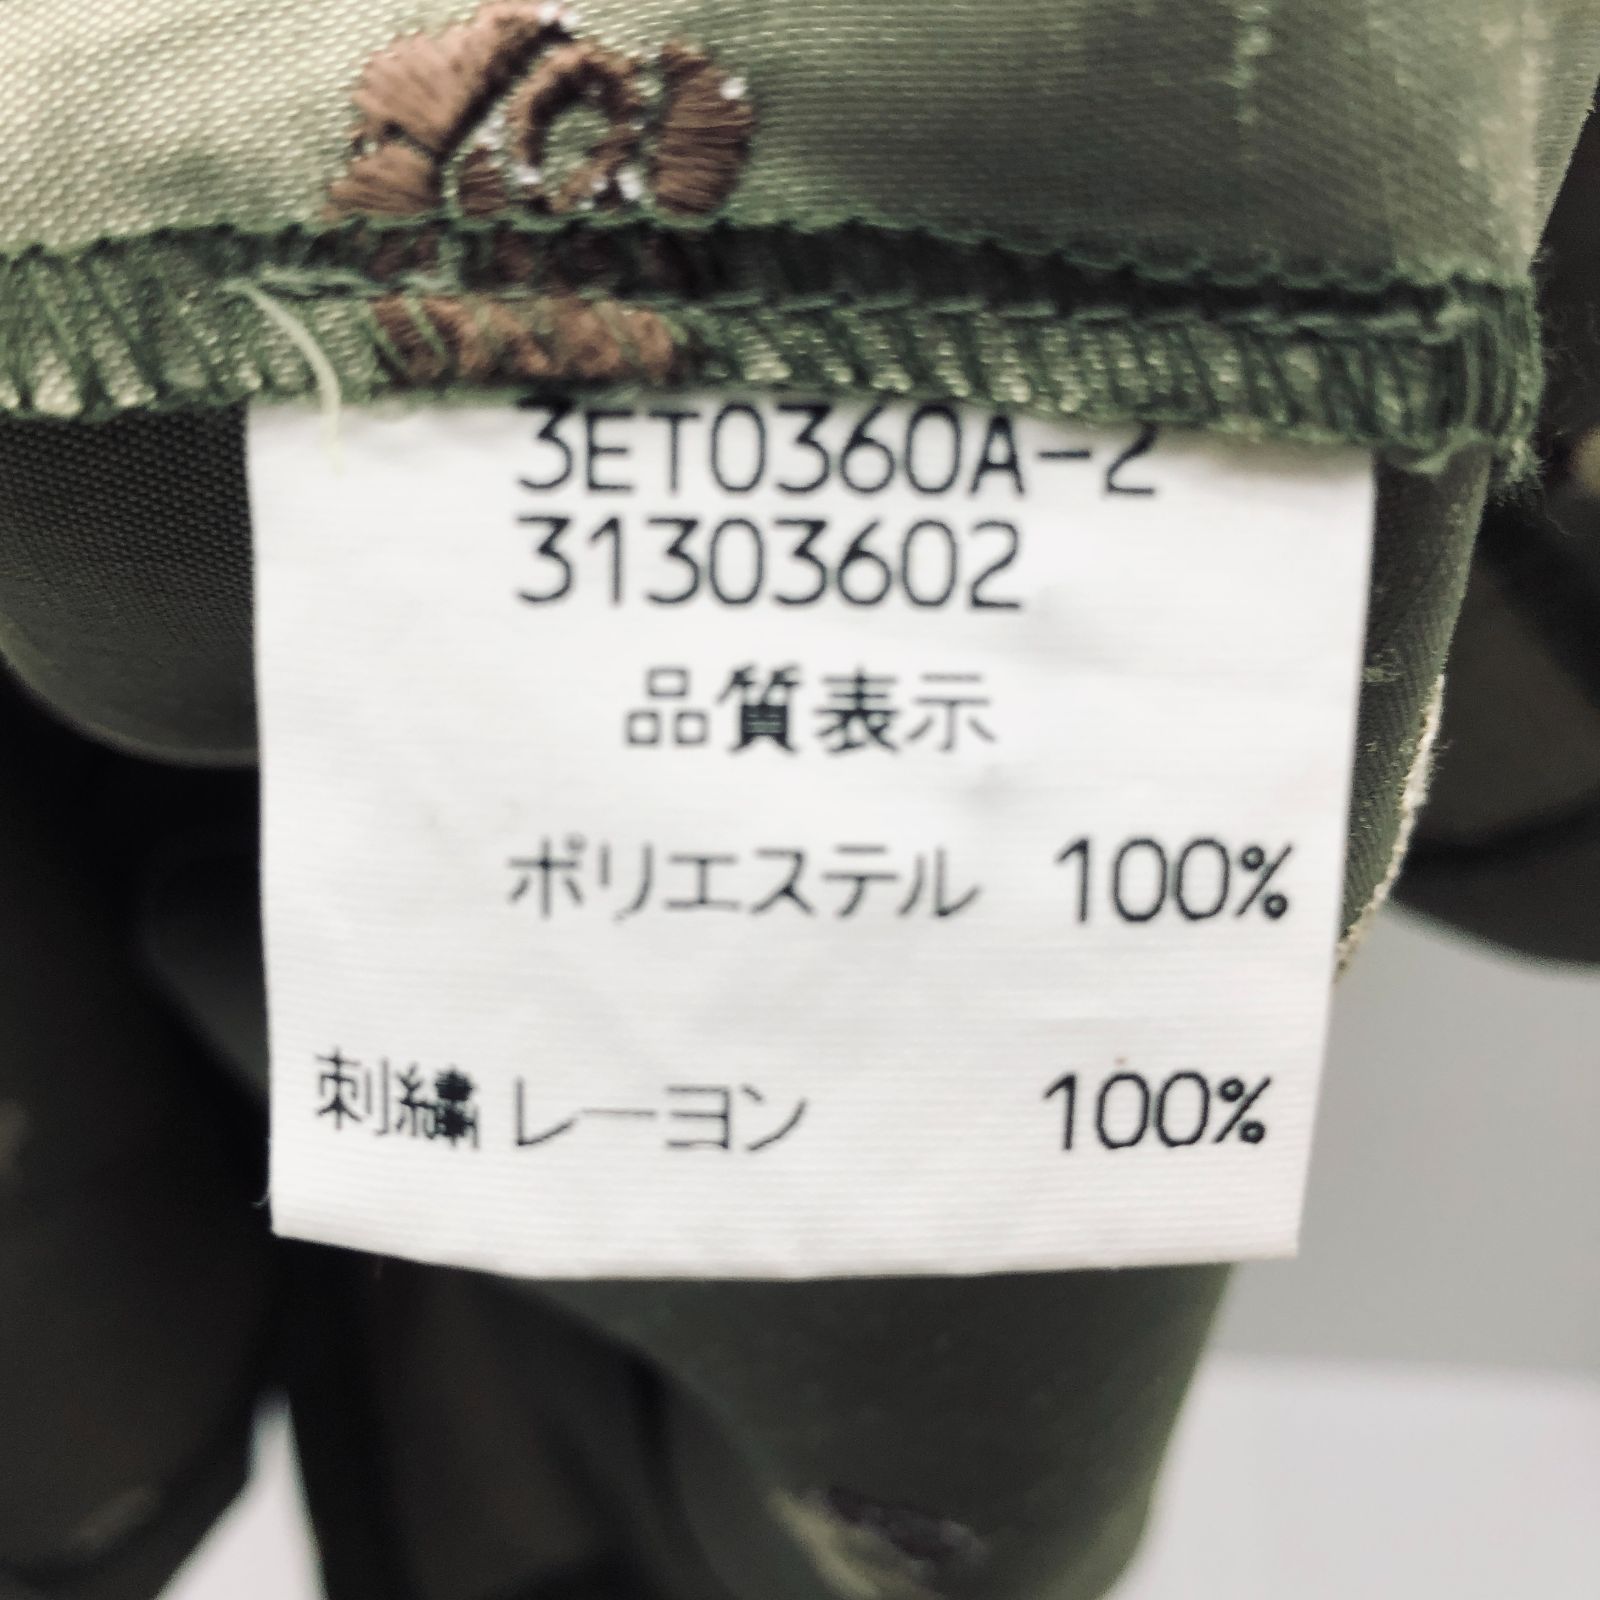 3ET0360A-2
31303602
品質表示
ポリエステル 100%
刺繍 レーヨン 100%